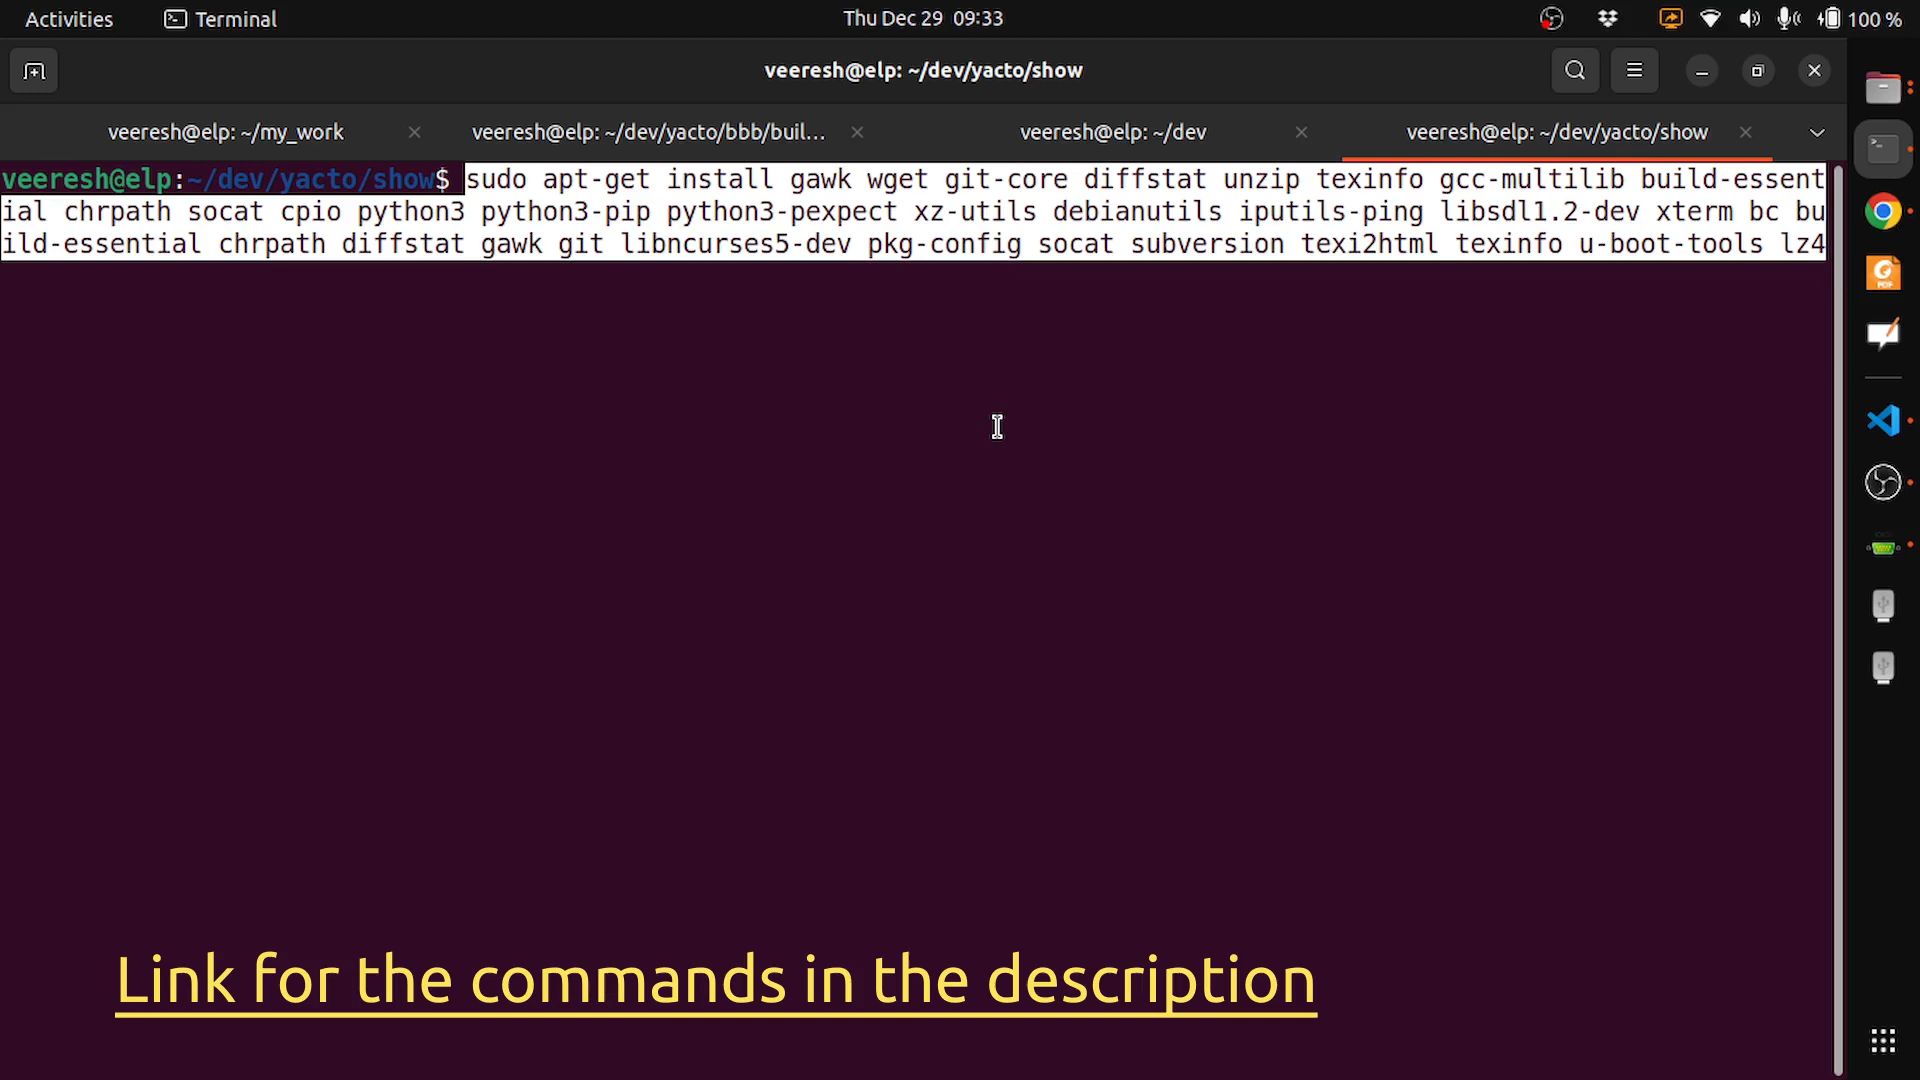 Activities Terminal Thu Dec 29 09:33 100 %
veeresh@elp: ~/dev/yacto/show
veeresh@elp: ~/my_work veeresh@elp: ~/dev/yacto/bbb/buil... veeresh@elp: ~/dev veeresh@elp: ~/dev/yacto/show
veeresh@elp:~/dev/yacto/show$ sudo apt-get install gawk wget git-core diffstat unzip texinfo gcc-multilib build-essent
ial chrpath socat cpio python3 python3-pip python3-pexpect xz-utils debianutils iputils-ping libsdl1.2-dev xterm bc bu
ild-essential chrpath diffstat gawk git libncurses5-dev pkg-config socat subversion texi2html texinfo u-boot-tools lz4
Link for the commands in the description